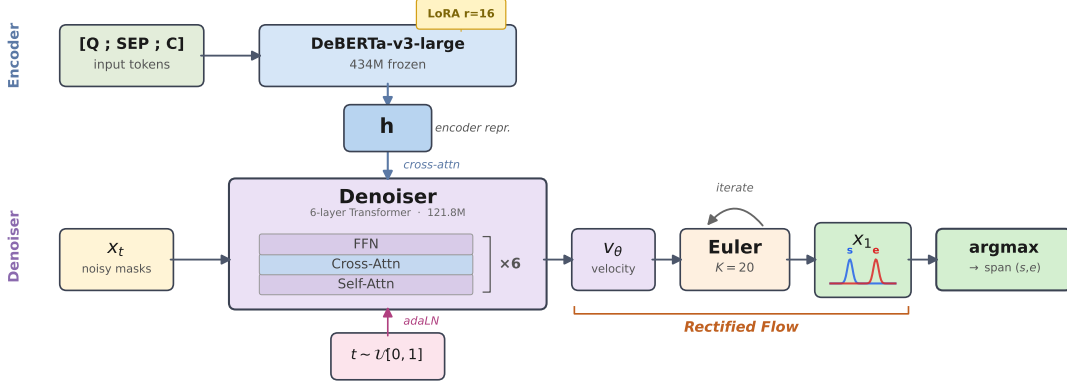 LoRA r=16
Encoder
[Q ; SEP ; C]
input tokens
DeBERTa-v3-large
434M frozen
h
encoder repr.
cross-attn
Denoiser
Denoiser
6-layer Transformer · 121.8M
FFN
Cross-Attn
Self-Attn
×6
xₜ
noisy masks
v_θ
velocity
iterate
Euler
K = 20
x₁
s e
argmax
→ span (s,e)
Rectified Flow
adaLN
t ~ 𝒰[0, 1]